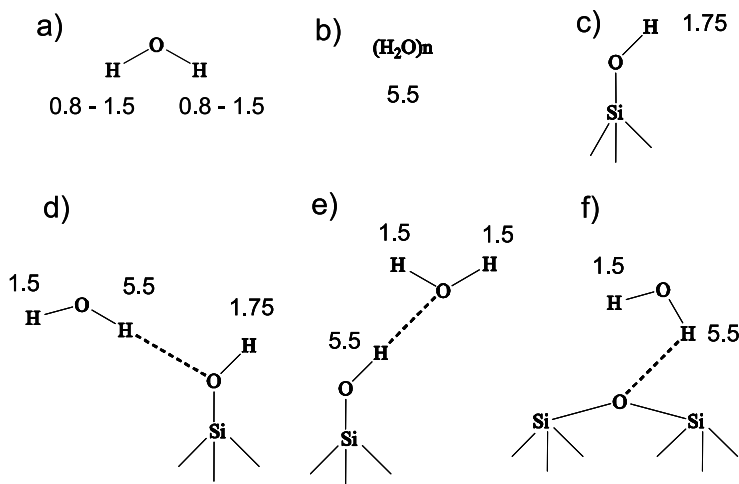 a)
O
H H
0.8 - 1.5 0.8 - 1.5
b)
(H₂O)n
5.5
c)
H 1.75
O
Si
d)
1.5 O 5.5
H H
1.75
H
O
Si
e)
1.5 1.5
H H
O
5.5 H
O
Si
f)
1.5
H O
H 5.5
O
Si Si